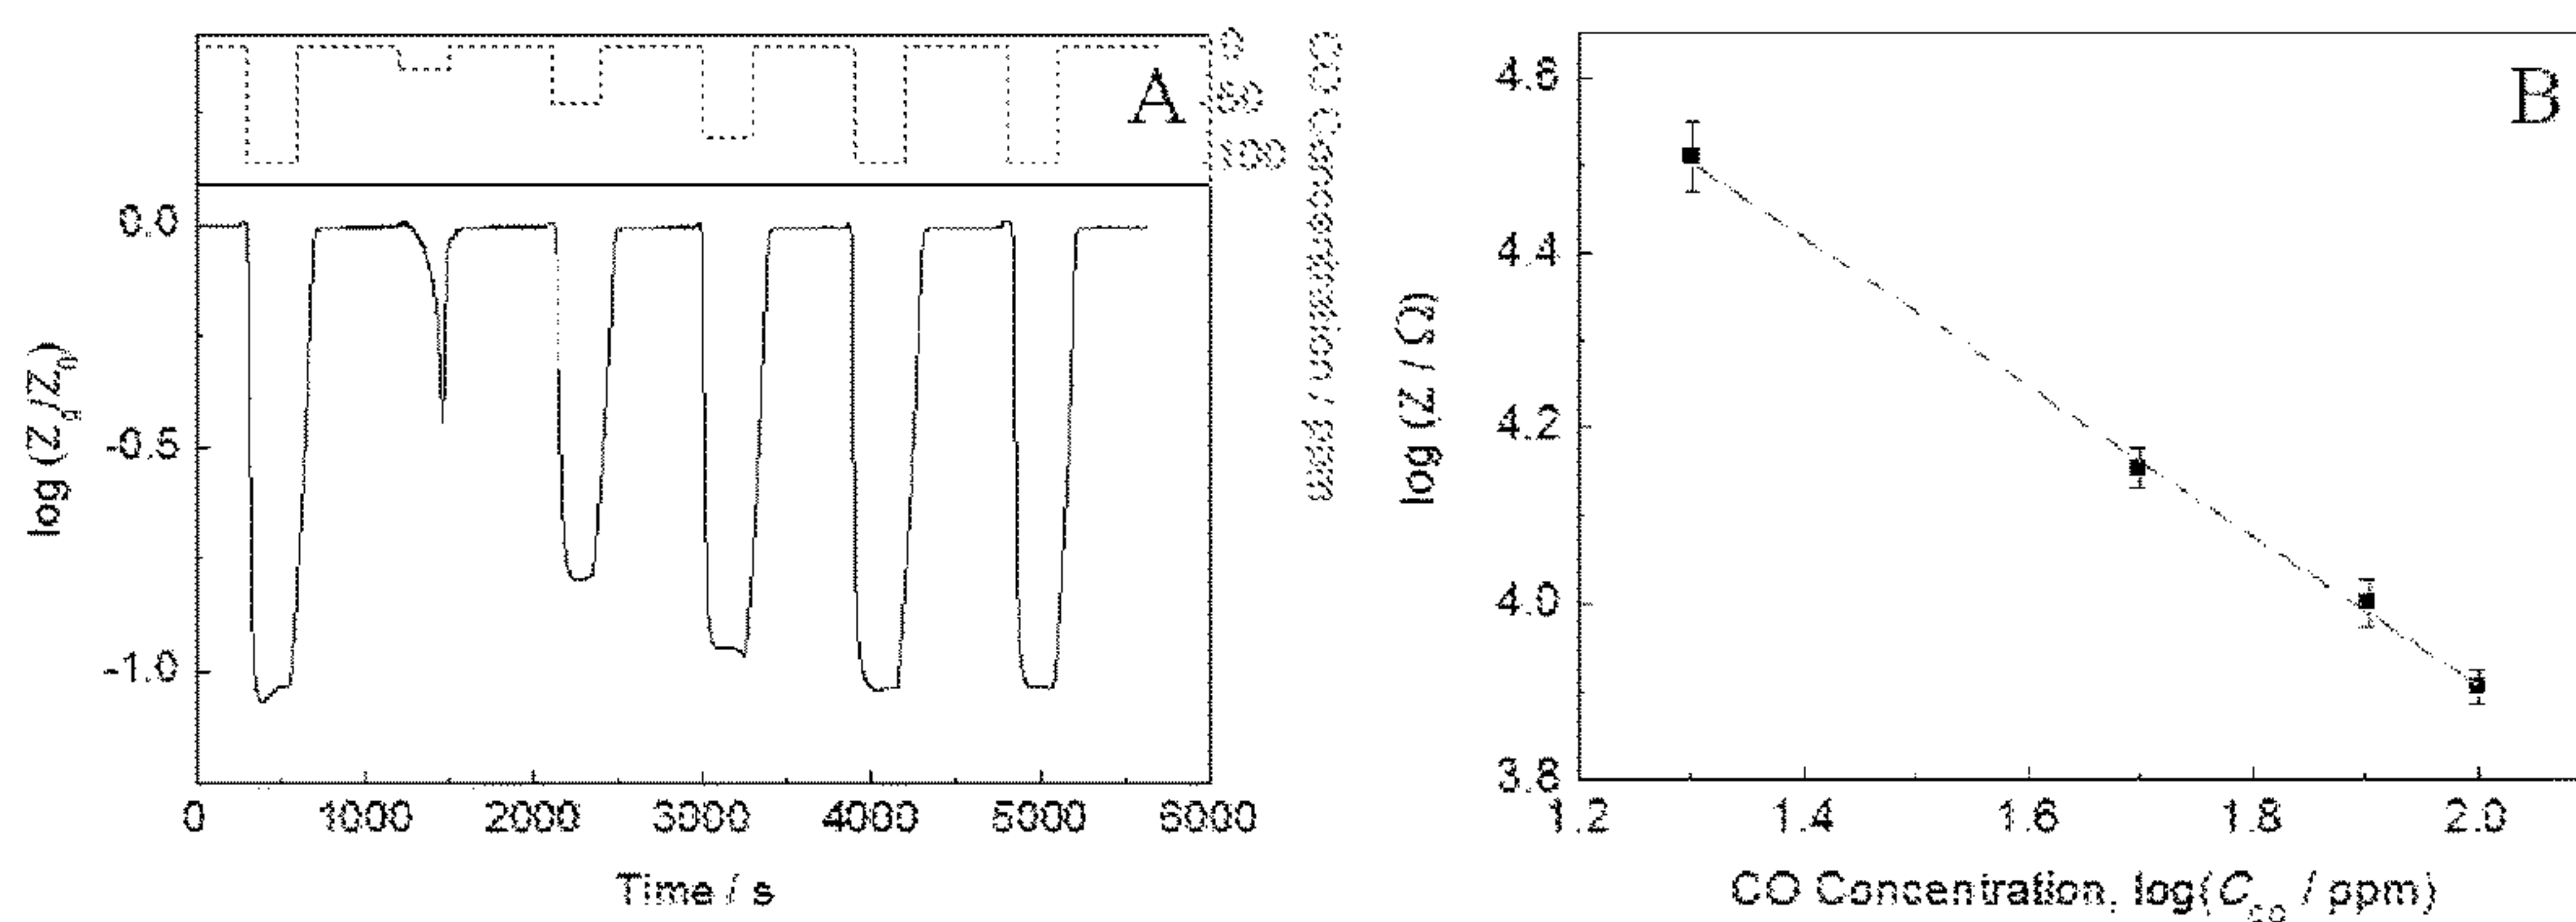 A
0
50
100
CO Concentration / ppm
0.0
-0.5
-1.0
log (Zg/Z0)
0 1000 2000 3000 4000 5000 6000
Time / s
B
4.6
4.4
4.2
4.0
3.8
log (Z / Ω)
1.2 1.4 1.6 1.8 2.0
CO Concentration, log(Cco / ppm)